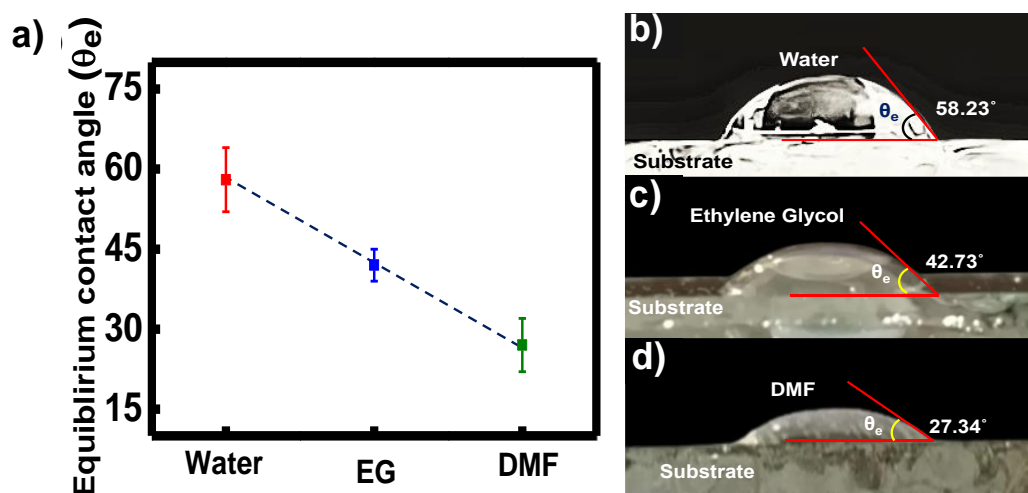 a)
Equiblirium contact angle (θe)
75
60
45
30
15
Water
EG
DMF
b)
Water
θe
58.23°
Substrate
c)
Ethylene Glycol
θe
42.73°
Substrate
d)
DMF
θe
27.34°
Substrate